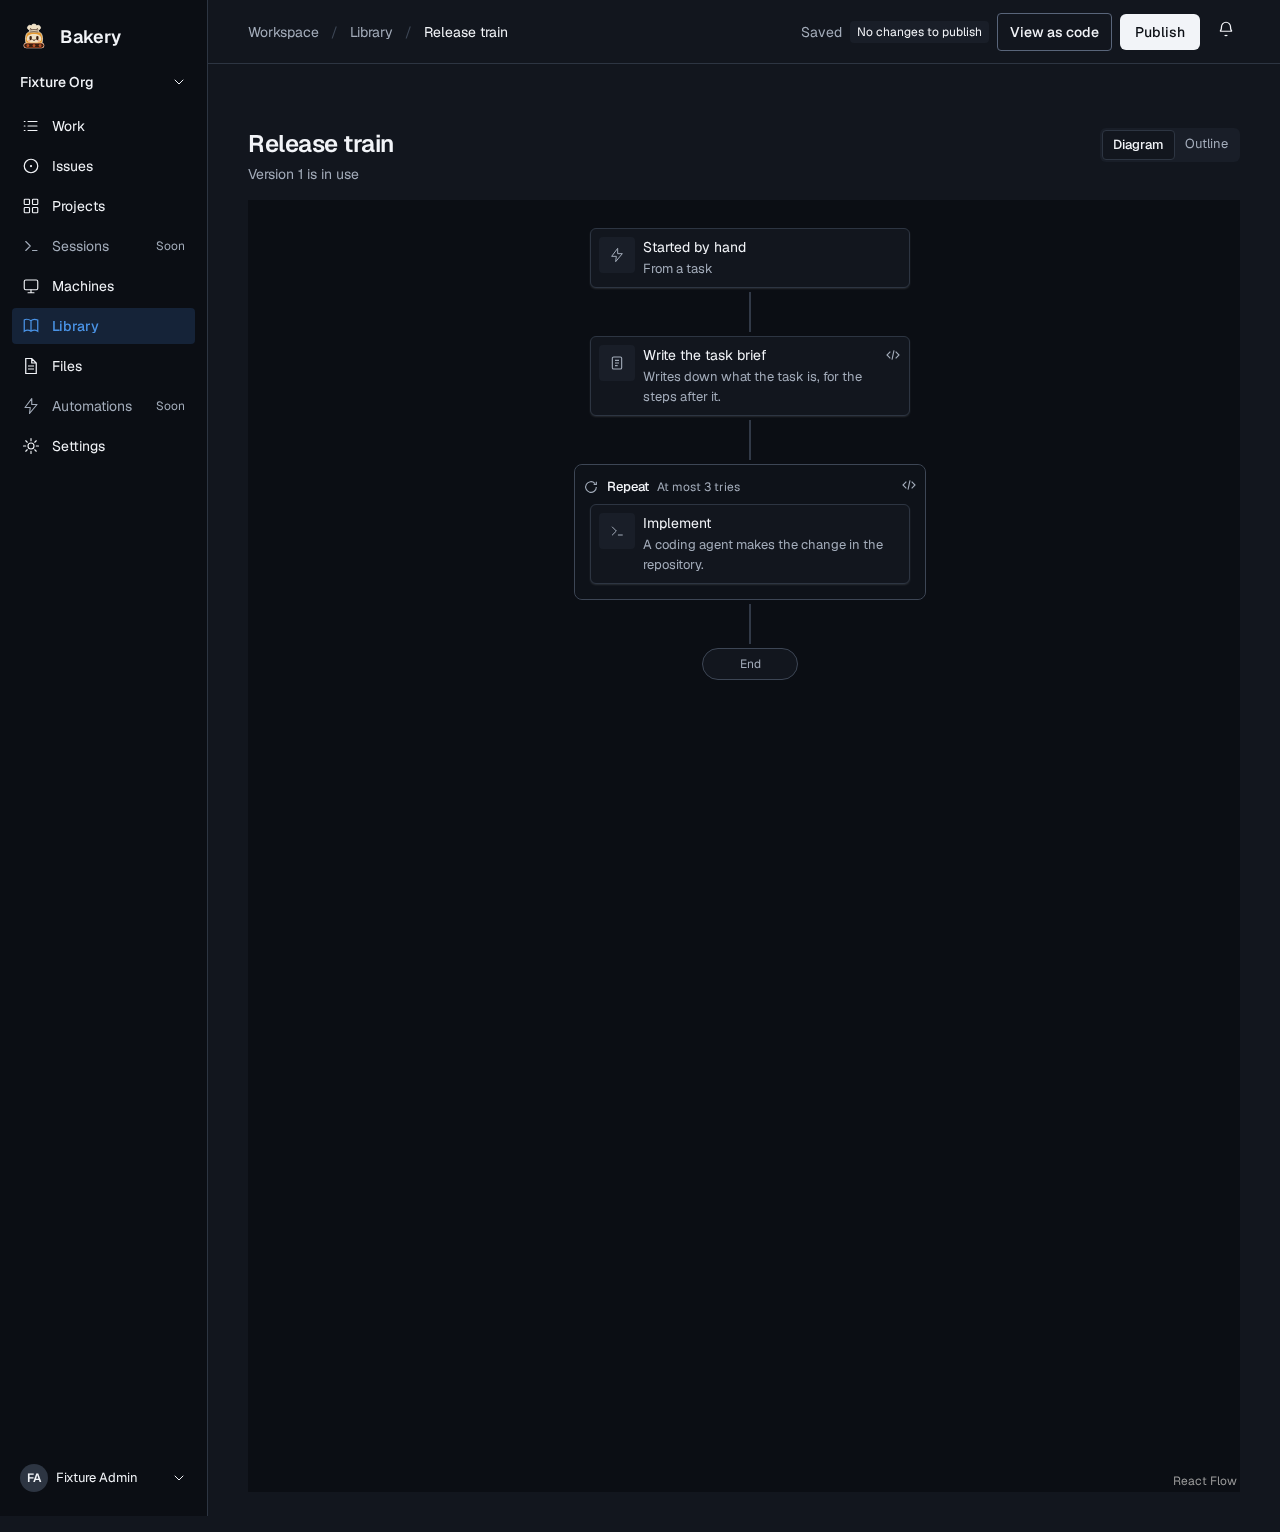 Bakery
Fixture Org
Work
Issues
Projects
Sessions Soon
Machines
Library
Files
Automations Soon
Settings
FA Fixture Admin
Workspace / Library / Release train
Saved No changes to publish View as code Publish
Release train
Version 1 is in use
Diagram Outline
Started by hand
From a task
Write the task brief
Writes down what the task is, for the
steps after it.
Repeat At most 3 tries
Implement
A coding agent makes the change in the
repository.
End
React Flow